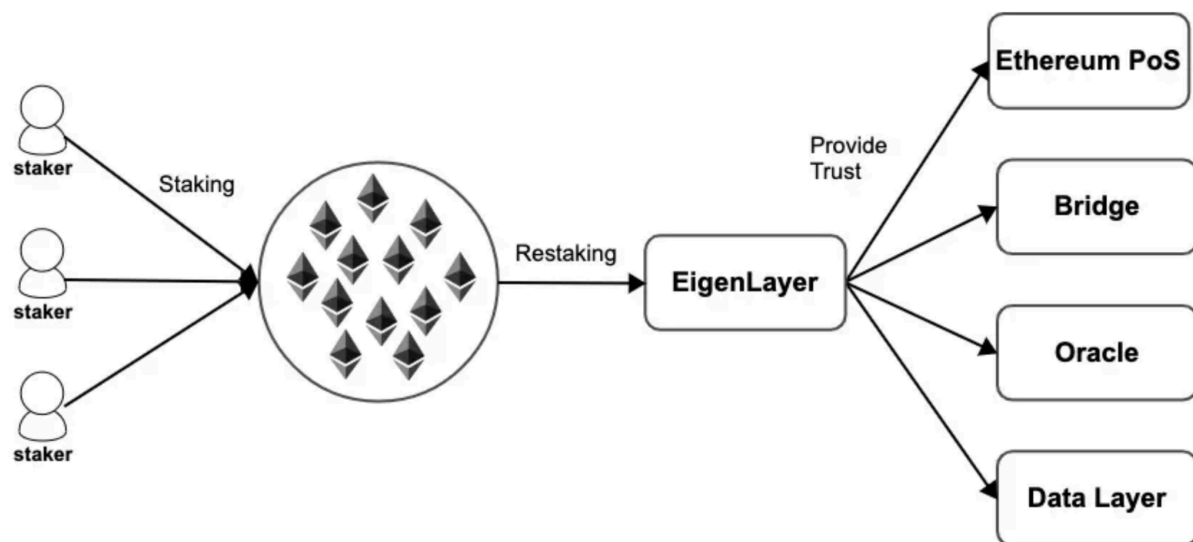 staker
staker
staker
Staking
Restaking
EigenLayer
Provide
Trust
Ethereum PoS
Bridge
Oracle
Data Layer